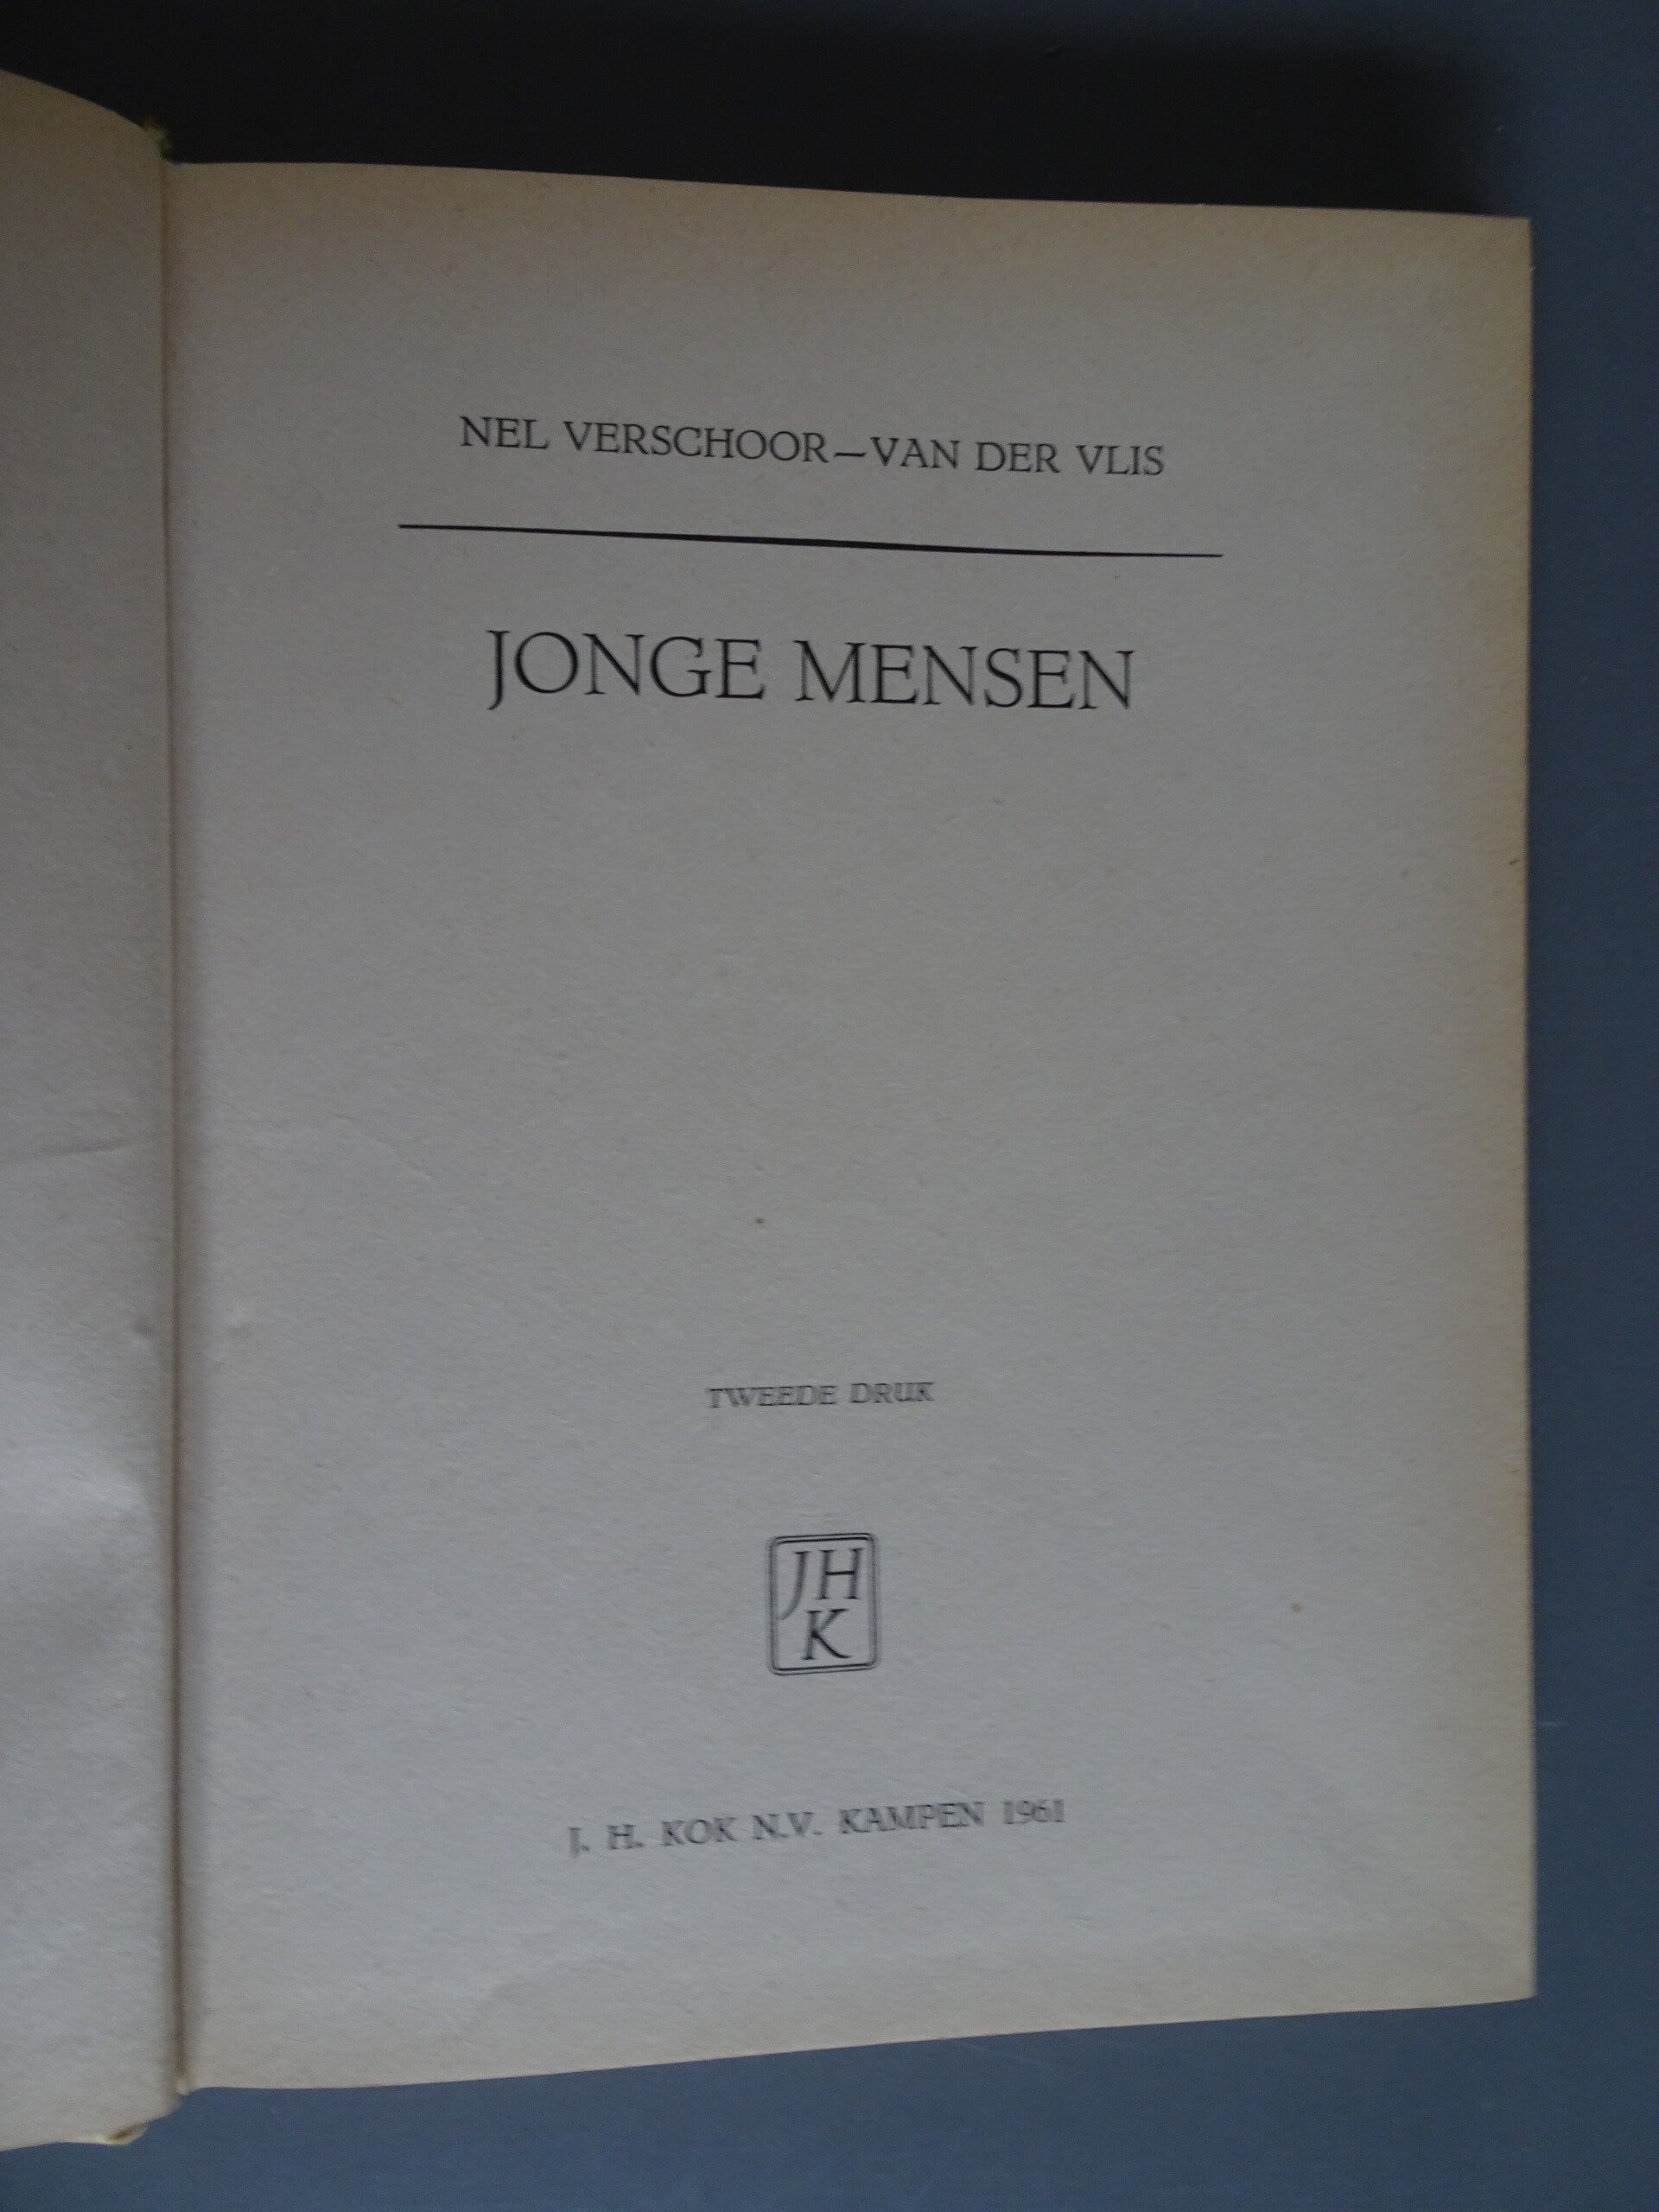 NEL VERSCHOOR—VAN DER VLIS
JONGE MENSEN
TWEEDE DRUK
JH
K
J. H. KOK N.V. KAMPEN 1961